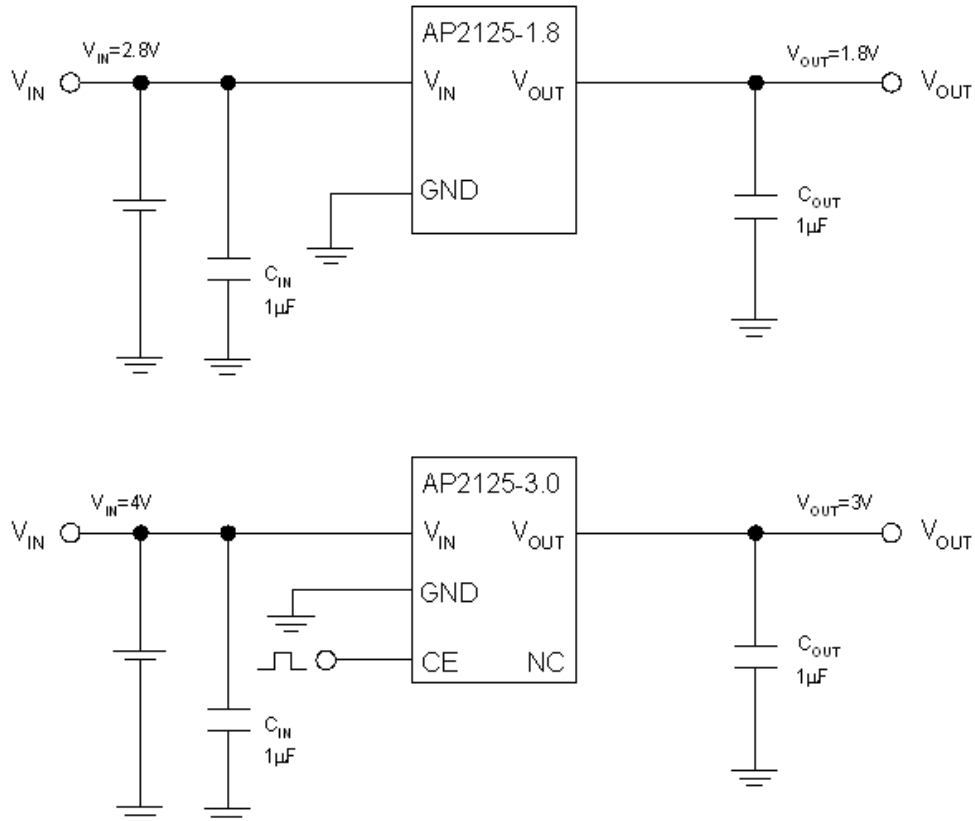 AP2125-1.8
V_IN=2.8V
V_OUT=1.8V
V_IN
V_IN
V_OUT
V_OUT
GND
C_OUT
1µF
C_IN
1µF
AP2125-3.0
V_IN=4V
V_OUT=3V
V_IN
V_IN
V_OUT
V_OUT
GND
CE
NC
C_OUT
1µF
C_IN
1µF